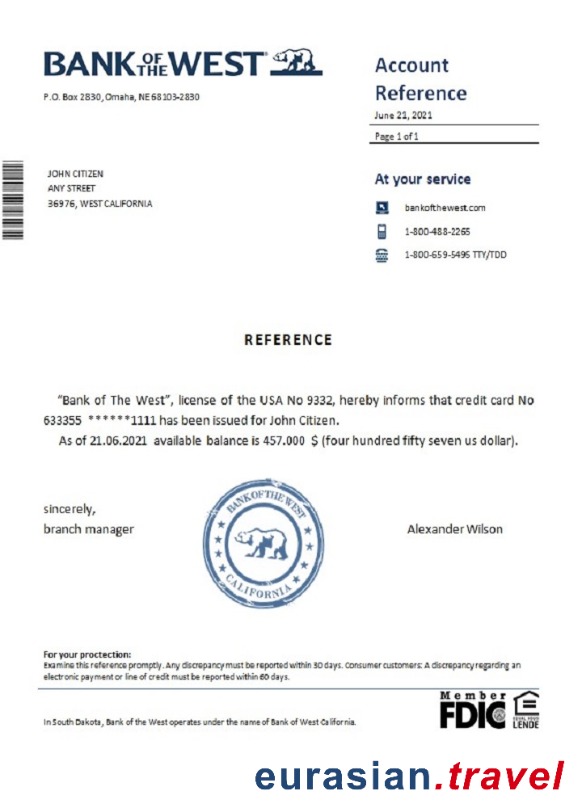 BANK OF THE WEST
P.O. Box 2830, Omaha, NE 68103-2830
Account
Reference
June 21, 2021
Page 1 of 1
JOHN CITIZEN
ANY STREET
36976, WEST CALIFORNIA
At your service
bankofthewest.com
1-800-488-2265
1-800-659-5495 TTY/TDD
REFERENCE
"Bank of The West", license of the USA No 9332, hereby informs that credit card No
633355 ******1111 has been issued for John Citizen.
As of 21.06.2021 available balance is 457.000 $ (four hundred fifty seven us dollar).
sincerely,
branch manager
BANK OF THE WEST
CALIFORNIA
Alexander Wilson
For your proctection:
Examine this reference promptly. Any discrepancy must be reported within 30 days. Consumer customers: A discrepancy regarding an
electronic payment or line of credit must be reported within 60 days.
In South Dakota, Bank of the West operates under the name of Bank of West California.
Member
FDIC
LENDE
eurasian.travel